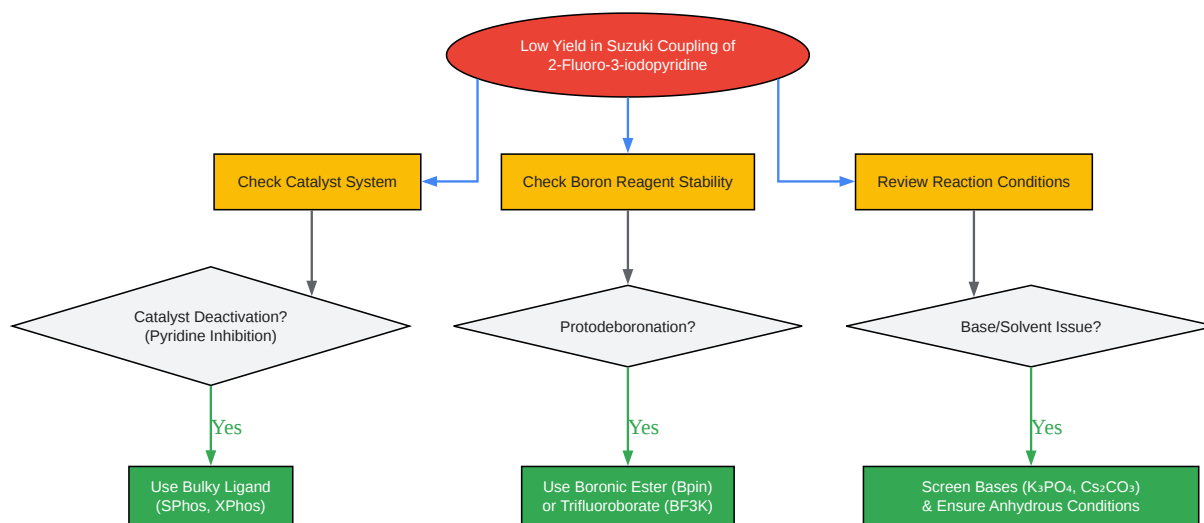 Low Yield in Suzuki Coupling of
2-Fluoro-3-iodopyridine
Check Catalyst System
Check Boron Reagent Stability
Review Reaction Conditions
Catalyst Deactivation?
(Pyridine Inhibition)
Protodeboronation?
Base/Solvent Issue?
Yes
Yes
Yes
Use Bulky Ligand
(SPhos, XPhos)
Use Boronic Ester (Bpin)
or Trifluoroborate (BF3K)
Screen Bases (K₃PO₄, Cs₂CO₃)
& Ensure Anhydrous Conditions